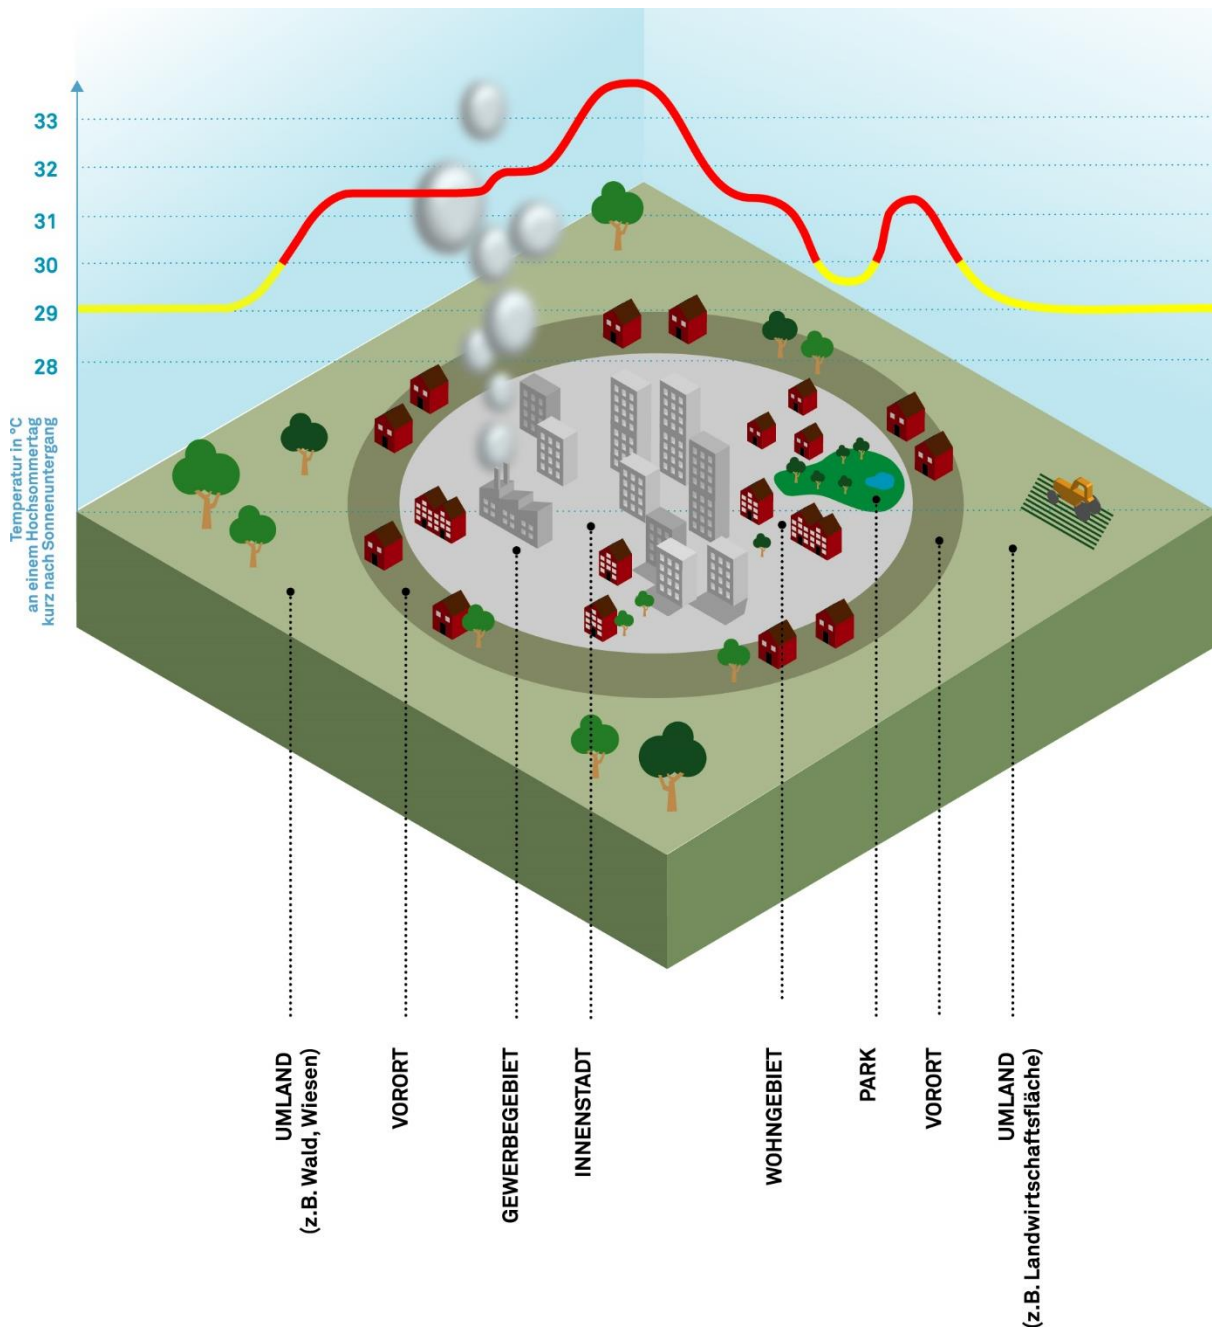 33
32
31
30
29
28
Temperatur in °C
an einem Hochsommertag
kurz nach Sonnenuntergang
UMLAND
(z.B. Wald, Wiesen)
VORORT
GEWERBEGEBIET
INNENSTADT
WOHNGEBIET
PARK
VORORT
UMLAND
(z.B. Landwirtschaftsfläche)